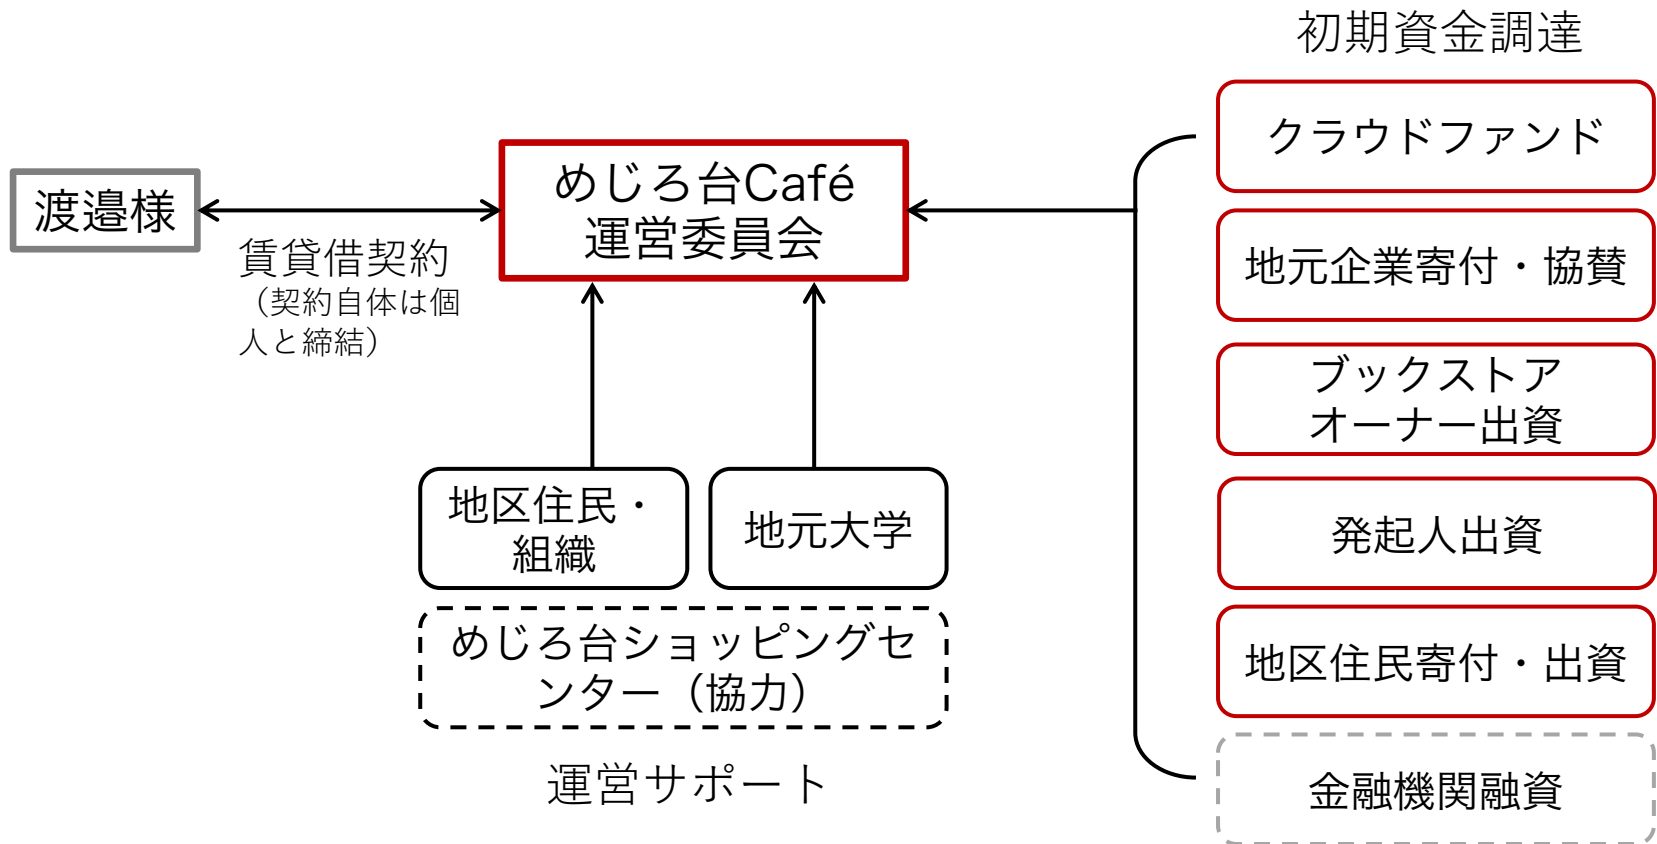 初期資金調達
クラウドファンド
地元企業寄付・協賛
ブックストア
オーナー出資
発起人出資
地区住民寄付・出資
金融機関融資
めじろ台Café
運営委員会
渡邉様
賃貸借契約
（契約自体は個
人と締結）
地区住民・
組織
地元大学
めじろ台ショッピングセ
ンター（協力）
運営サポート